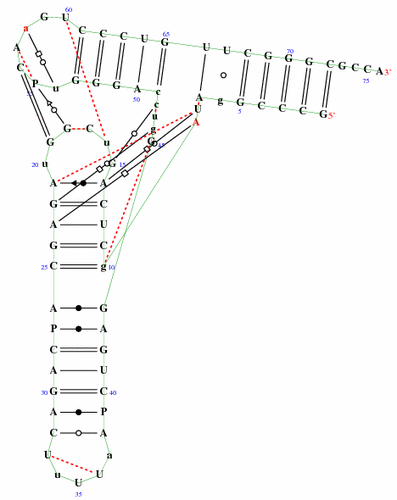 60
G U C C C U G 65
a
A U U C G G G C G C C A 3'
70
75
C P u G G G A c
50
c u g
A g G C C C G 5'
5
U
A
G C u
G G 15
20 u
A A
G C
A U
G C
25 C g 10
A G
P A
C G
A U
30 G C 40
A P
C A
U a
u U U
35